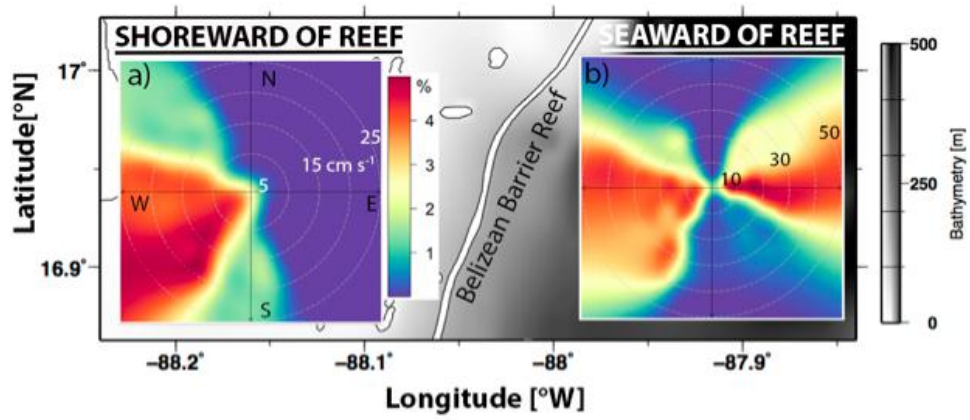 SHOREWARD OF REEF
SEAWARD OF REEF
a)
N
W
E
S
5
15 cm s⁻¹
25
%
4
3
2
1
Belizean Barrier Reef
b)
10
30
50
500
250
0
Bathymetry [m]
Latitude[°N]
17°
16.9°
−88.2°
−88.1°
−88°
−87.9°
Longitude [°W]